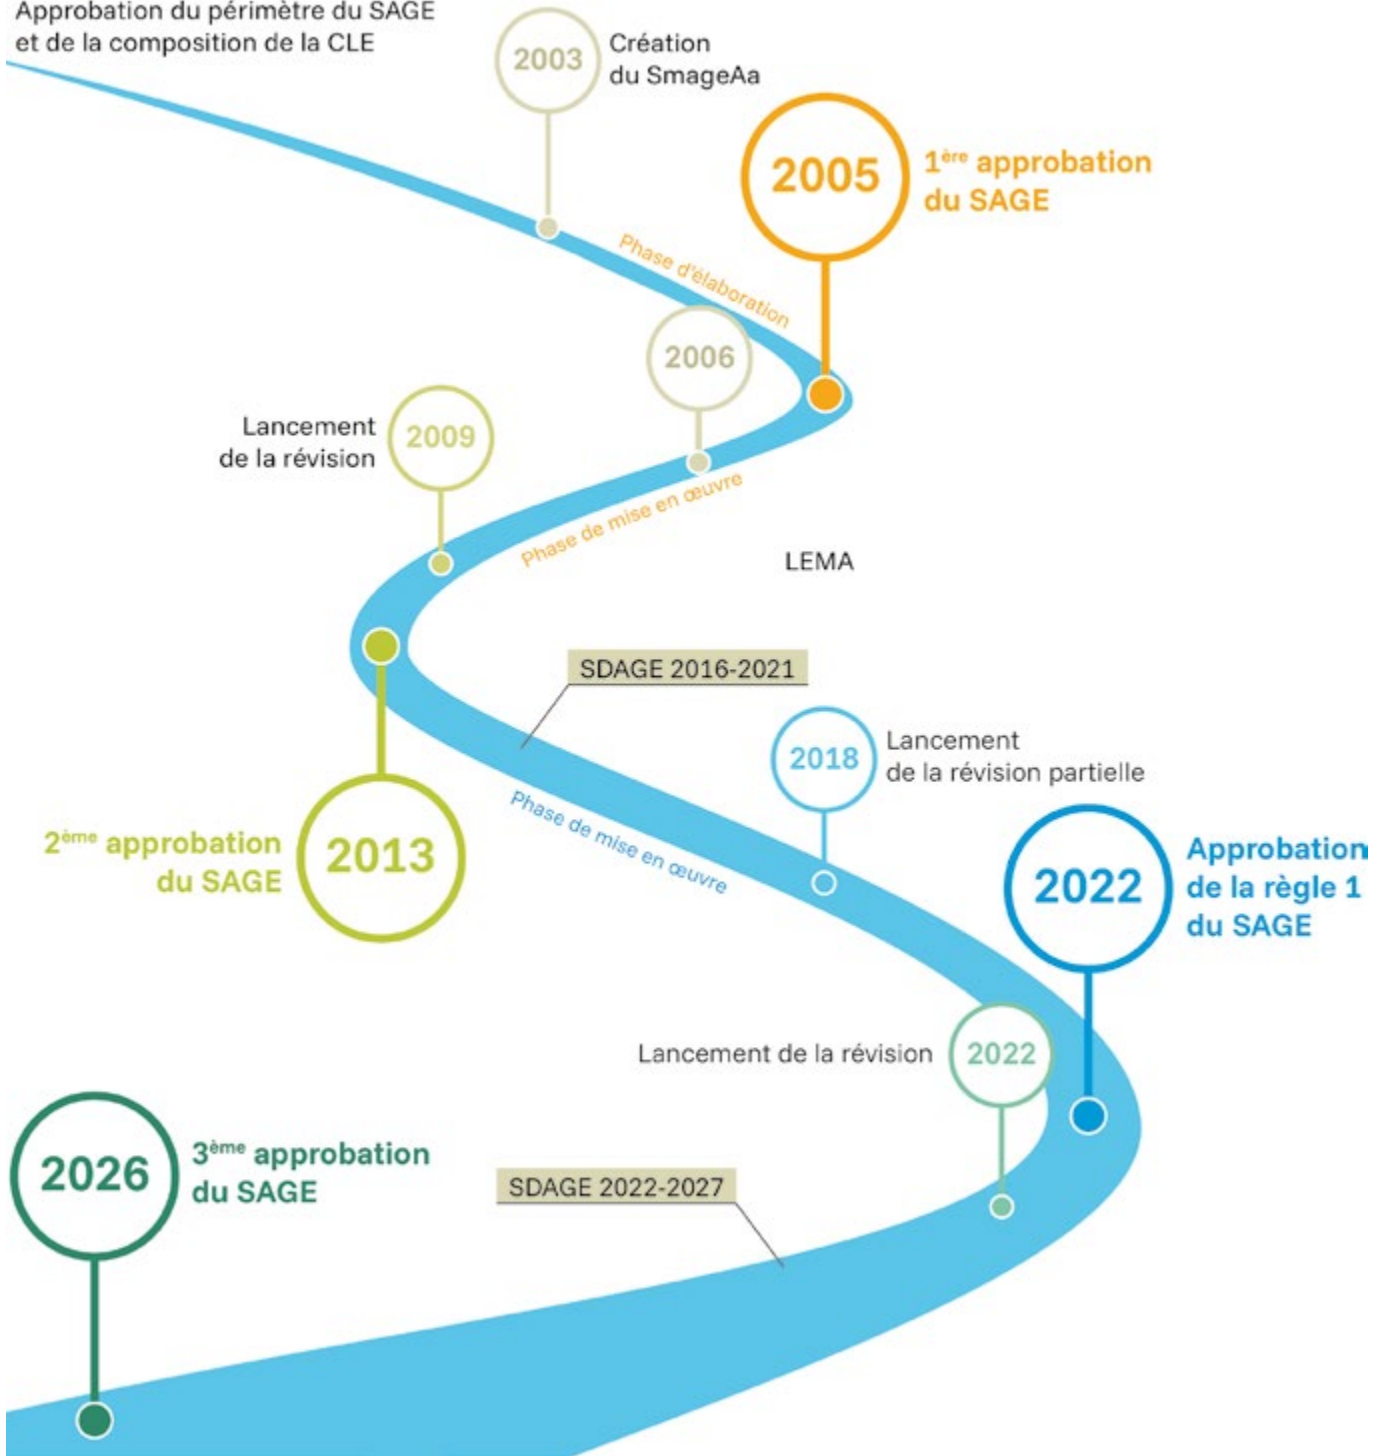 Approbation du périmètre du SAGE
et de la composition de la CLE
2003
Création
du SmageAa
2005
1ère approbation
du SAGE
Phase d'élaboration
2006
Lancement
de la révision
2009
Phase de mise en œuvre
LEMA
SDAGE 2016-2021
2018
Lancement
de la révision partielle
Phase de mise en œuvre
2ème approbation
du SAGE
2013
2022
Approbation
de la règle 1
du SAGE
Lancement de la révision
2022
2026
3ème approbation
du SAGE
SDAGE 2022-2027